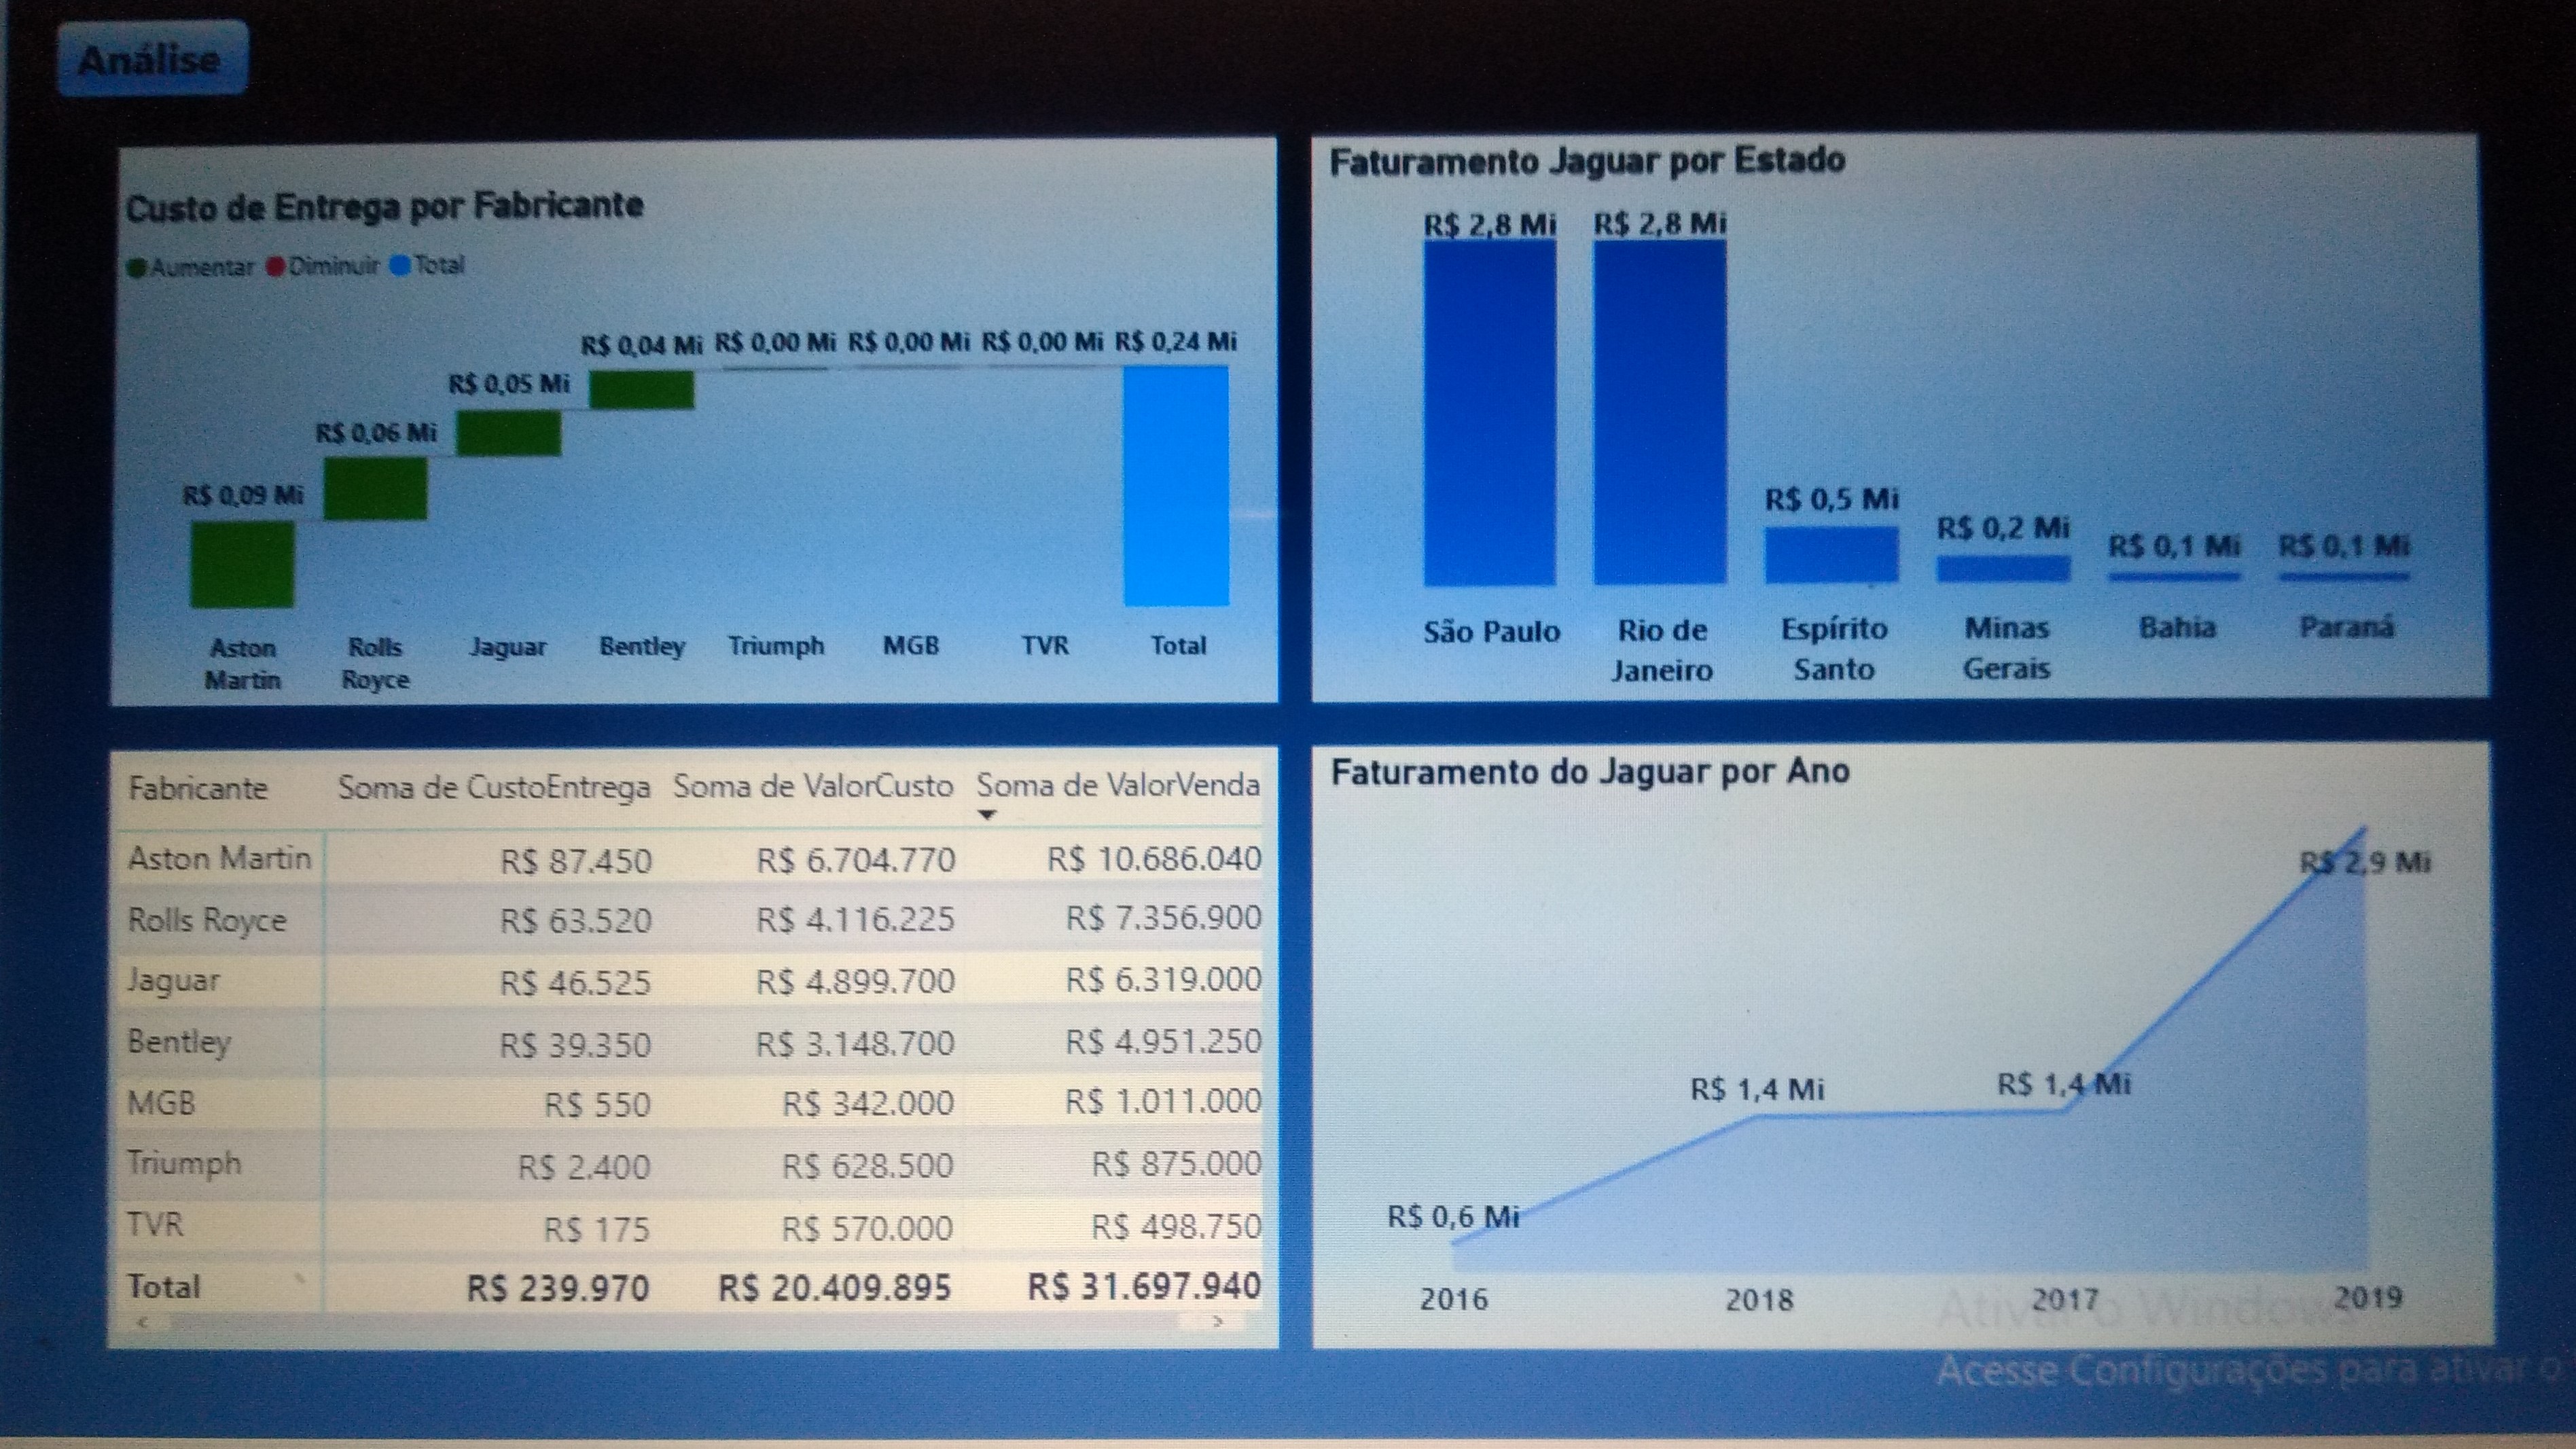 Análise
Custo de Entrega por Fabricante
Aumentar Diminuir Total
R$ 0,09 Mi
R$ 0,06 Mi
R$ 0,05 Mi
R$ 0,04 Mi R$ 0,00 Mi R$ 0,00 Mi R$ 0,00 Mi R$ 0,24 Mi
Aston Rolls Jaguar Bentley Triumph MGB TVR Total
Martin Royce
Faturamento Jaguar por Estado
R$ 2,8 Mi R$ 2,8 Mi
R$ 0,5 Mi
R$ 0,2 Mi
R$ 0,1 Mi R$ 0,1 Mi
São Paulo Rio de Espírito Minas Bahia Paraná
Janeiro Santo Gerais
Fabricante Soma de CustoEntrega Soma de ValorCusto Soma de ValorVenda
Aston Martin R$ 87.450 R$ 6.704.770 R$ 10.686.040
Rolls Royce R$ 63.520 R$ 4.116.225 R$ 7.356.900
Jaguar R$ 46.525 R$ 4.899.700 R$ 6.319.000
Bentley R$ 39.350 R$ 3.148.700 R$ 4.951.250
MGB R$ 550 R$ 342.000 R$ 1.011.000
Triumph R$ 2.400 R$ 628.500 R$ 875.000
TVR R$ 175 R$ 570.000 R$ 498.750
Total R$ 239.970 R$ 20.409.895 R$ 31.697.940
Faturamento do Jaguar por Ano
R$ 2,9 Mi
R$ 1,4 Mi R$ 1,4 Mi
R$ 0,6 Mi
2016 2018 2017 2019
Ativar o Windows
Acesse Configurações para ativar o